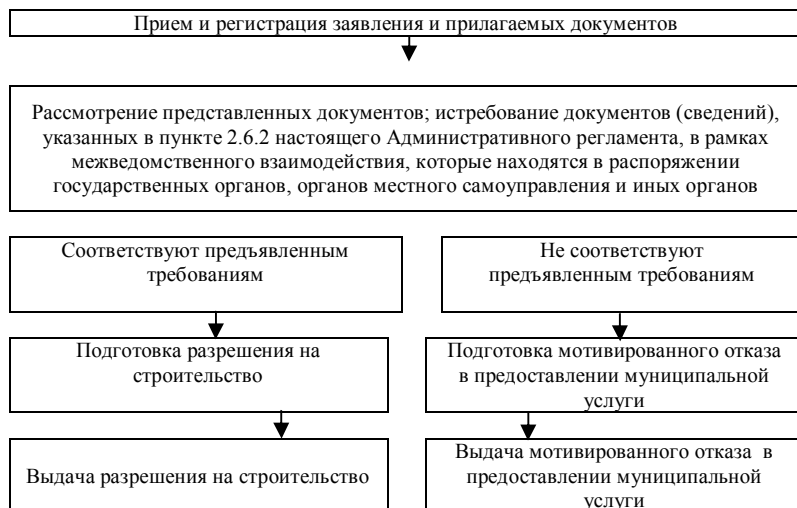 Прием и регистрация заявления и прилагаемых документов
Рассмотрение представленных документов; истребование документов (сведений),
указанных в пункте 2.6.2 настоящего Административного регламента, в рамках
межведомственного взаимодействия, которые находятся в распоряжении
государственных органов, органов местного самоуправления и иных органов
Соответствуют предъявленным
требованиям
Не соответствуют
предъявленным требованиям
Подготовка разрешения на
строительство
Подготовка мотивированного отказа
в предоставлении муниципальной
услуги
Выдача разрешения на строительство
Выдача мотивированного отказа в
предоставлении муниципальной
услуги